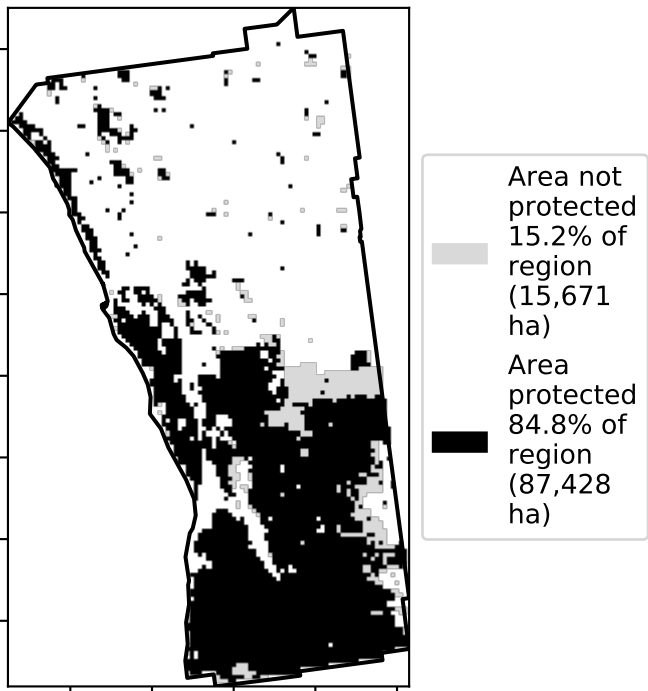 Area not
protected
15.2% of
region
(15,671
ha)
Area
protected
84.8% of
region
(87,428
ha)